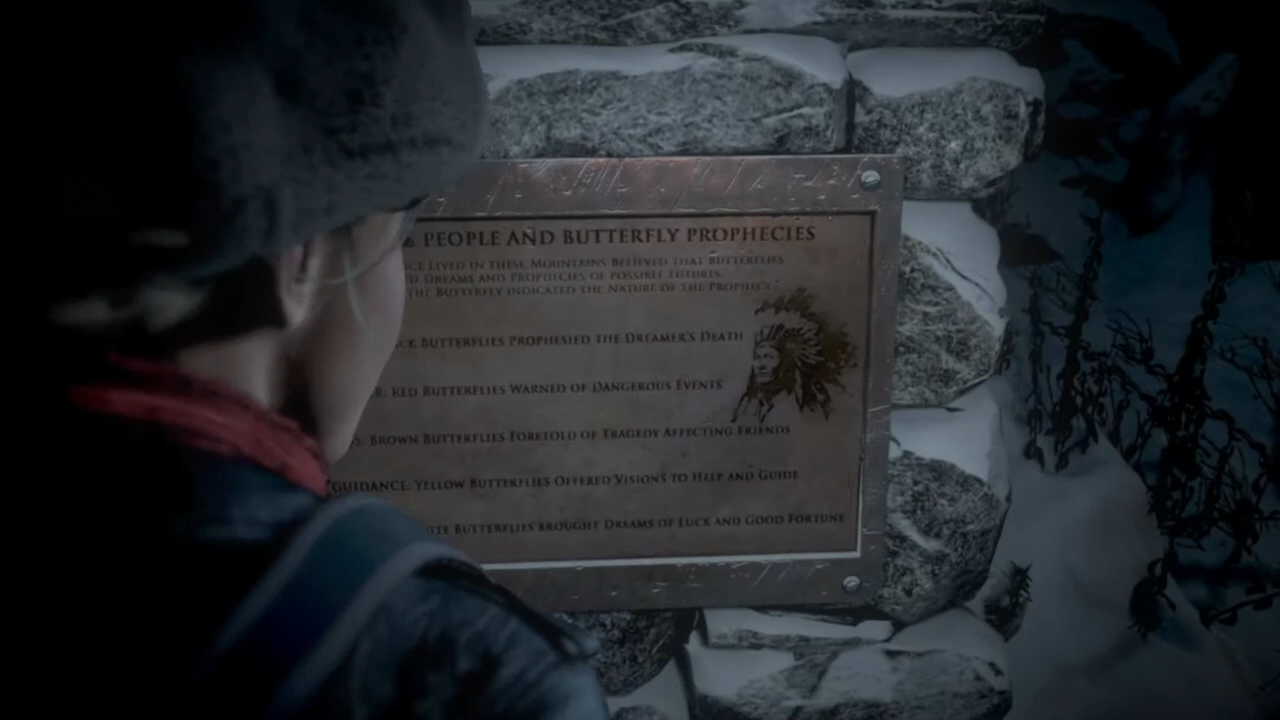 PEOPLE AND BUTTERFLY PROPHECIES
LIVED IN THESE MOUNTAINS BELIEVED THAT BUTTERFLIES
DREAMS AND PROPHECIES OF POSSIBLE FUTURES.
THE BUTTERFLY INDICATED THE NATURE OF THE PROPHECY:
BUTTERFLIES PROPHESIED THE DREAMER'S DEATH
RED BUTTERFLIES WARNED OF DANGEROUS EVENTS
BROWN BUTTERFLIES FORETOLD OF TRAGEDY AFFECTING FRIENDS
GUIDANCE: YELLOW BUTTERFLIES OFFERED VISIONS TO HELP AND GUIDE
BUTTERFLIES BROUGHT DREAMS OF LUCK AND GOOD FORTUNE